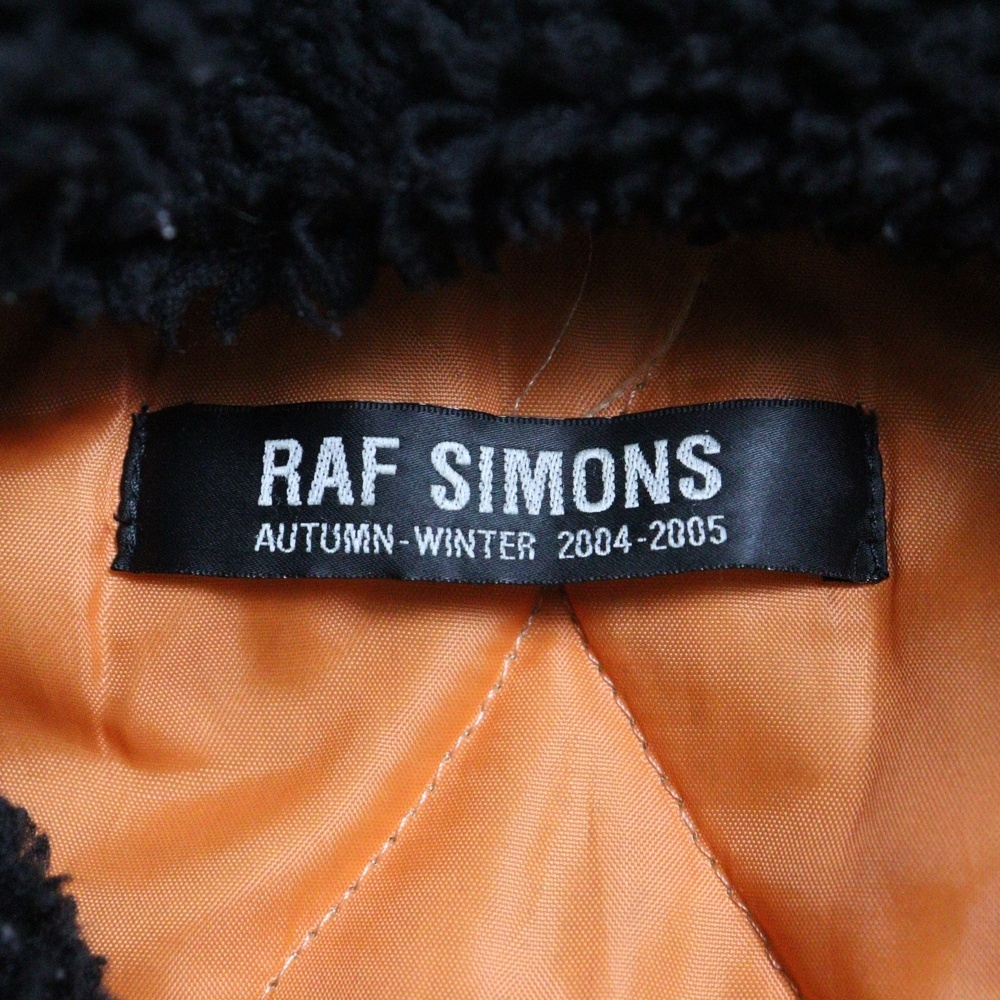 RAF SIMONS
AUTUMN-WINTER 2004-2005